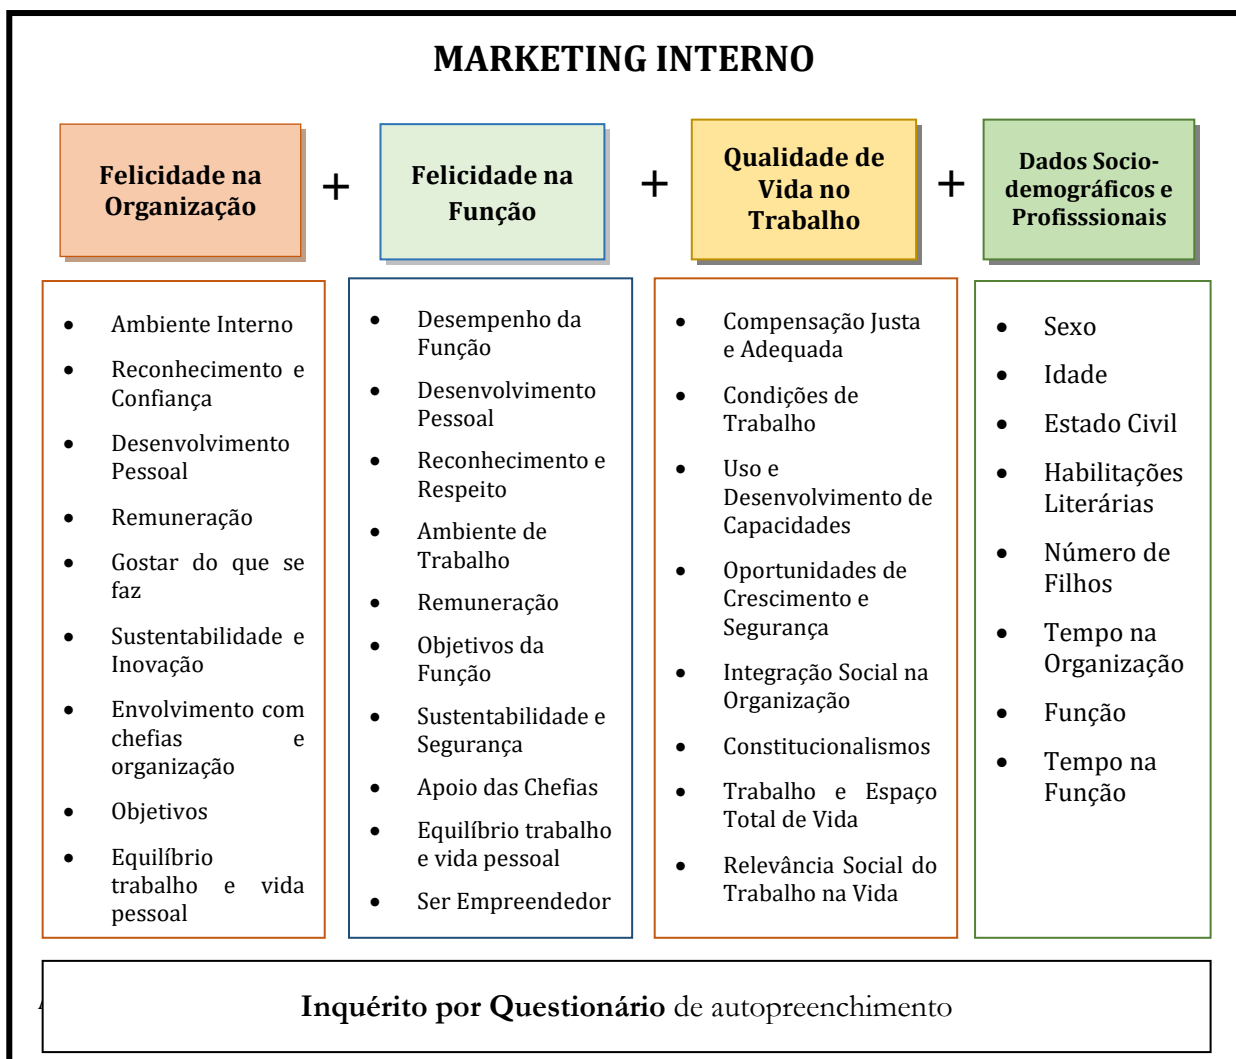 MARKETING INTERNO
Felicidade na
Organização
+
Felicidade na
Função
+
Qualidade de
Vida no
Trabalho
+
Dados Socio-
demográficos e
Profisssionais
• Ambiente Interno
• Reconhecimento e
Confiança
• Desenvolvimento
Pessoal
• Remuneração
• Gostar do que se
faz
• Sustentabilidade e
Inovação
• Envolvimento com
chefias e
organização
• Objetivos
• Equilíbrio
trabalho e vida
pessoal
• Desempenho da
Função
• Desenvolvimento
Pessoal
• Reconhecimento e
Respeito
• Ambiente de
Trabalho
• Remuneração
• Objetivos da
Função
• Sustentabilidade e
Segurança
• Apoio das Chefias
• Equilíbrio trabalho
e vida pessoal
• Ser Empreendedor
• Compensação Justa
e Adequada
• Condições de
Trabalho
• Uso e
Desenvolvimento de
Capacidades
• Oportunidades de
Crescimento e
Segurança
• Integração Social na
Organização
• Constitucionalismos
• Trabalho e Espaço
Total de Vida
• Relevância Social do
Trabalho na Vida
• Sexo
• Idade
• Estado Civil
• Habilitações
Literárias
• Número de
Filhos
• Tempo na
Organização
• Função
• Tempo na
Função
Inquérito por Questionário de autopreenchimento